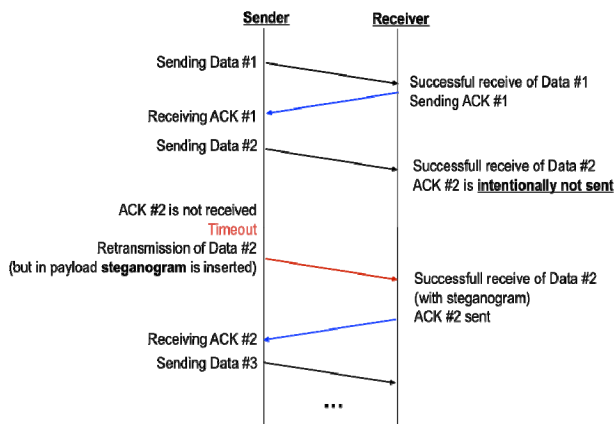 Sender
Receiver
Sending Data #1
Successful receive of Data #1
Sending ACK #1
Receiving ACK #1
Sending Data #2
Successfull receive of Data #2
ACK #2 is intentionally not sent
ACK #2 is not received
Timeout
Retransmission of Data #2
(but in payload steganogram is inserted)
Successfull receive of Data #2
(with steganogram)
ACK #2 sent
Receiving ACK #2
Sending Data #3
...